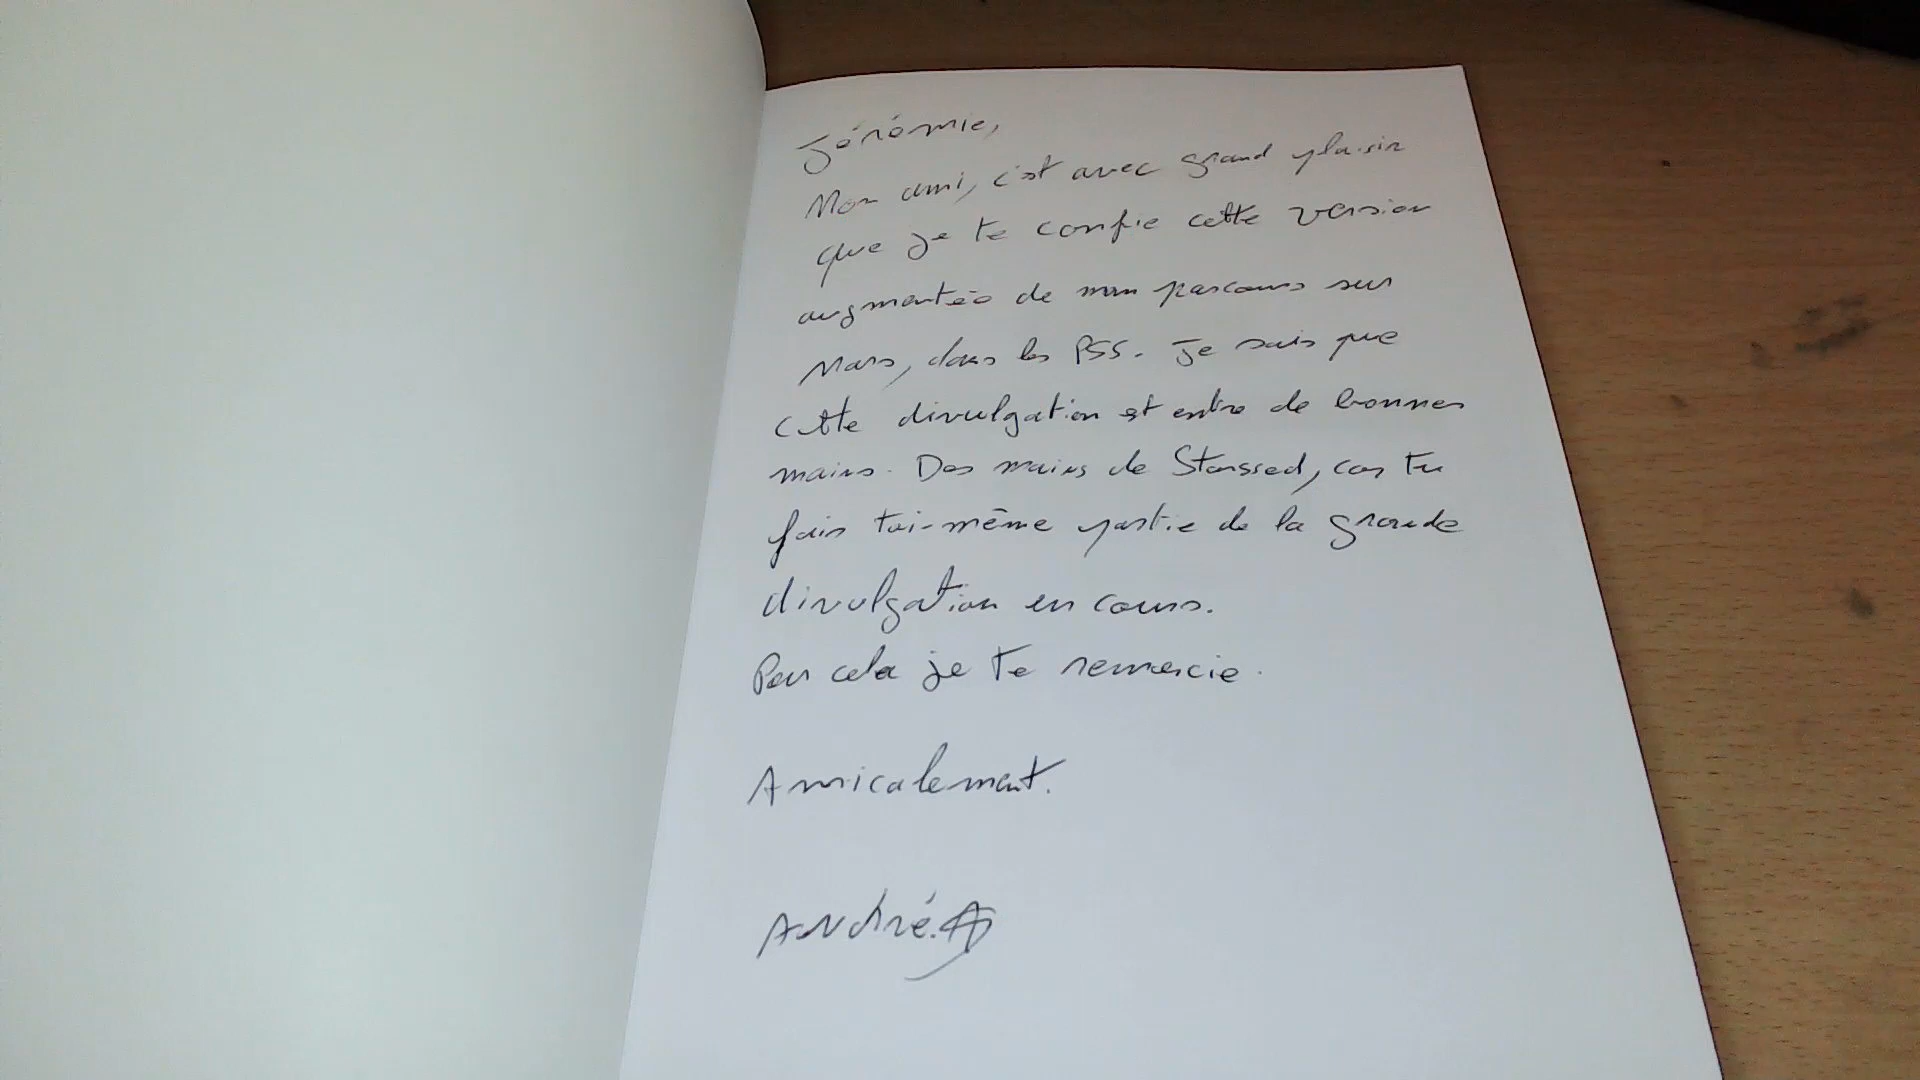 Jérémie,
Mon ami, c'est avec grand plaisir
que je te confie cette version
augmentée de mon parcours sur
Mars, dans les PSS. Je sais que
cette divulgation est entre de bonnes
mains. Des mains de Starseed, car tu
fais toi-même partie de la grande
divulgation en cours.
Pour cela je te remercie.
Amicalement.
André.